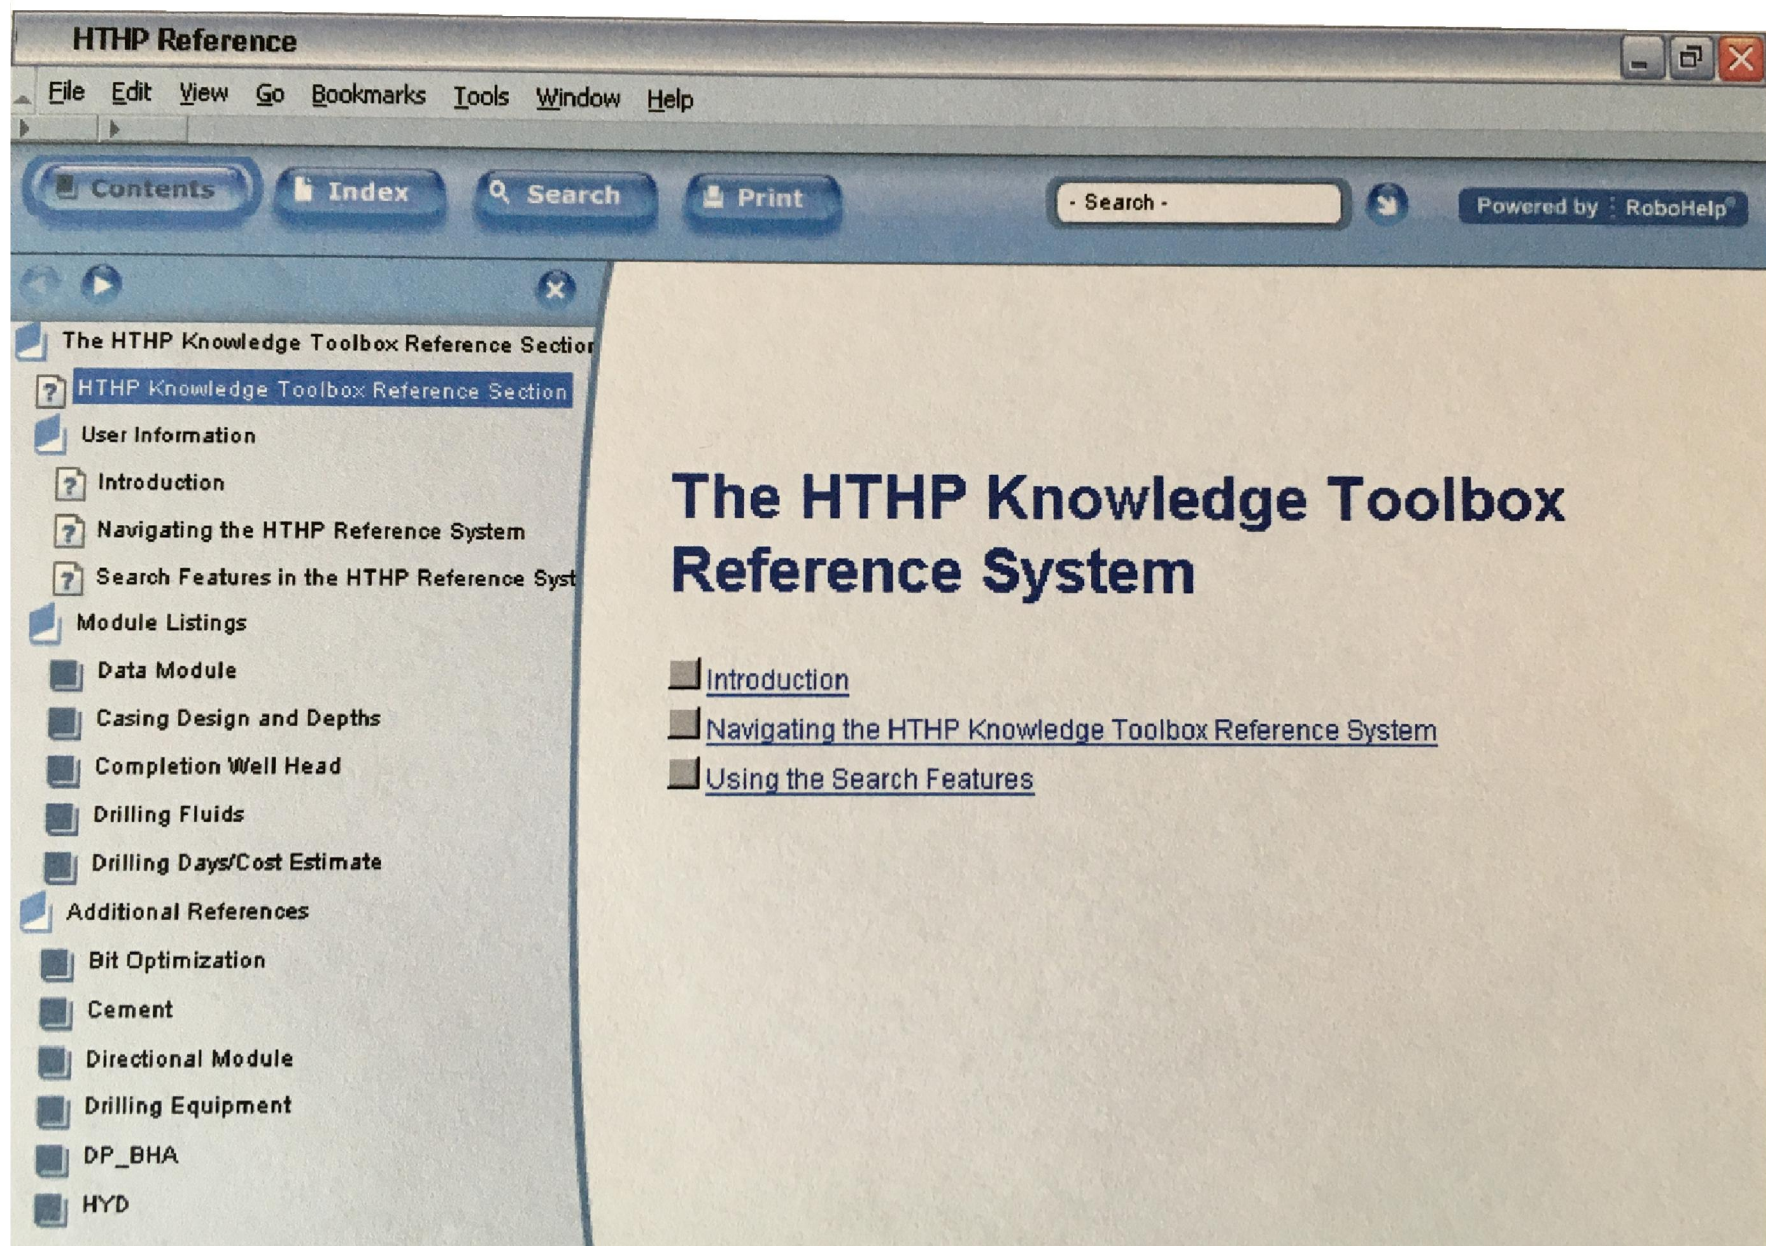 HTHP Reference
File Edit View Go Bookmarks Tools Window Help
Contents Index Search Print - Search - Powered by RoboHelp®
The HTHP Knowledge Toolbox Reference Section
HTHP Knowledge Toolbox Reference Section
User Information
Introduction
Navigating the HTHP Reference System
Search Features in the HTHP Reference Syst
Module Listings
Data Module
Casing Design and Depths
Completion Well Head
Drilling Fluids
Drilling Days/Cost Estimate
Additional References
Bit Optimization
Cement
Directional Module
Drilling Equipment
DP_BHA
HYD
The HTHP Knowledge Toolbox
Reference System
Introduction
Navigating the HTHP Knowledge Toolbox Reference System
Using the Search Features